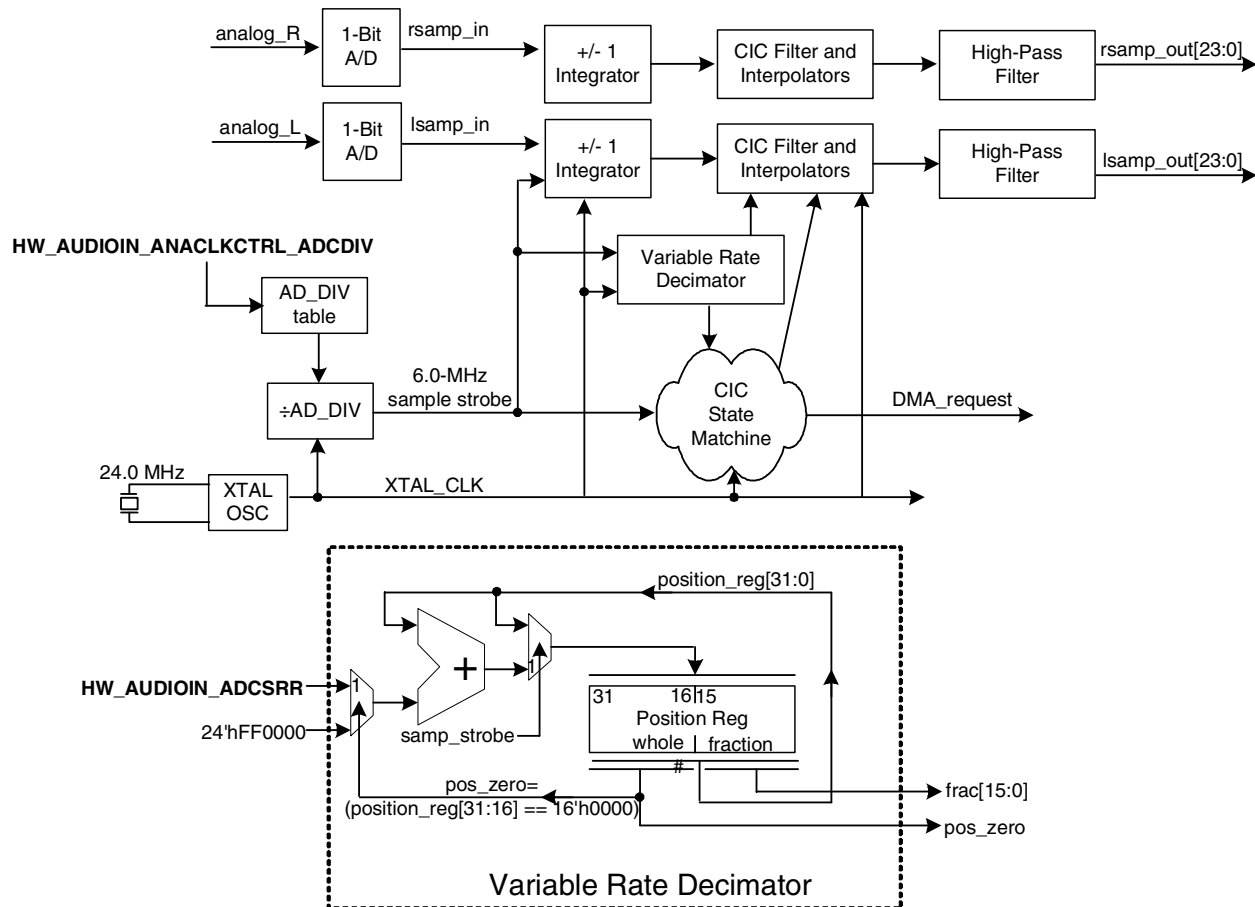 analog_R
1-Bit
A/D
rsamp_in
+/- 1
Integrator
CIC Filter and
Interpolators
High-Pass
Filter
rsamp_out[23:0]
analog_L
1-Bit
A/D
lsamp_in
+/- 1
Integrator
CIC Filter and
Interpolators
High-Pass
Filter
lsamp_out[23:0]
HW_AUDIOIN_ANACLKCTRL_ADCDIV
Variable Rate
Decimator
AD_DIV
table
÷AD_DIV
6.0-MHz
sample strobe
CIC
State
Matchine
DMA_request
24.0 MHz
XTAL
OSC
XTAL_CLK
position_reg[31:0]
+
1
HW_AUDIOIN_ADCSRR
1
24'hFF0000
samp_strobe
31
16
15
Position Reg
whole
fraction
#
pos_zero=
(position_reg[31:16] == 16'h0000)
frac[15:0]
pos_zero
Variable Rate Decimator